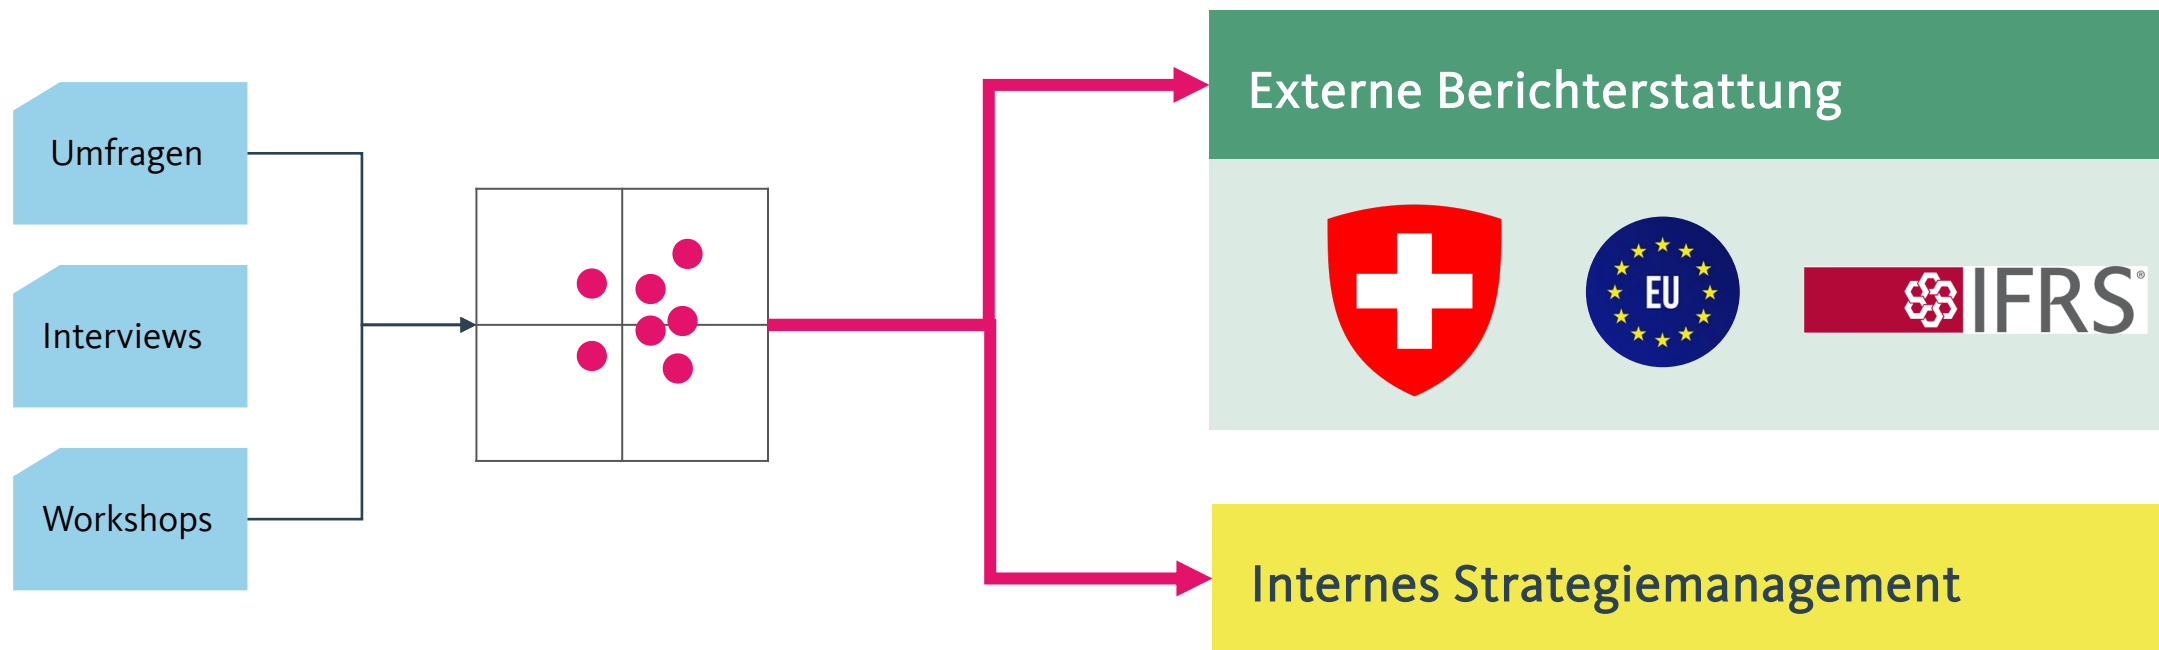 Umfragen
Interviews
Workshops
Externe Berichterstattung
EU
IFRS®
Internes Strategiemanagement